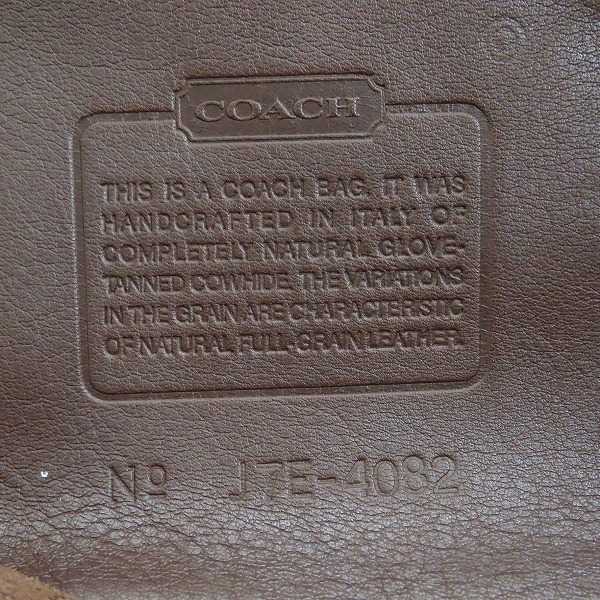 COACH
THIS IS A COACH BAG. IT WAS
HANDCRAFTED IN ITALY OF
COMPLETELY NATURAL GLOVE-
TANNED COWHIDE. THE VARIATIONS
IN THE GRAIN ARE CHARACTERISTIC
OF NATURAL FULL-GRAIN LEATHER.
Nº J7E-4082